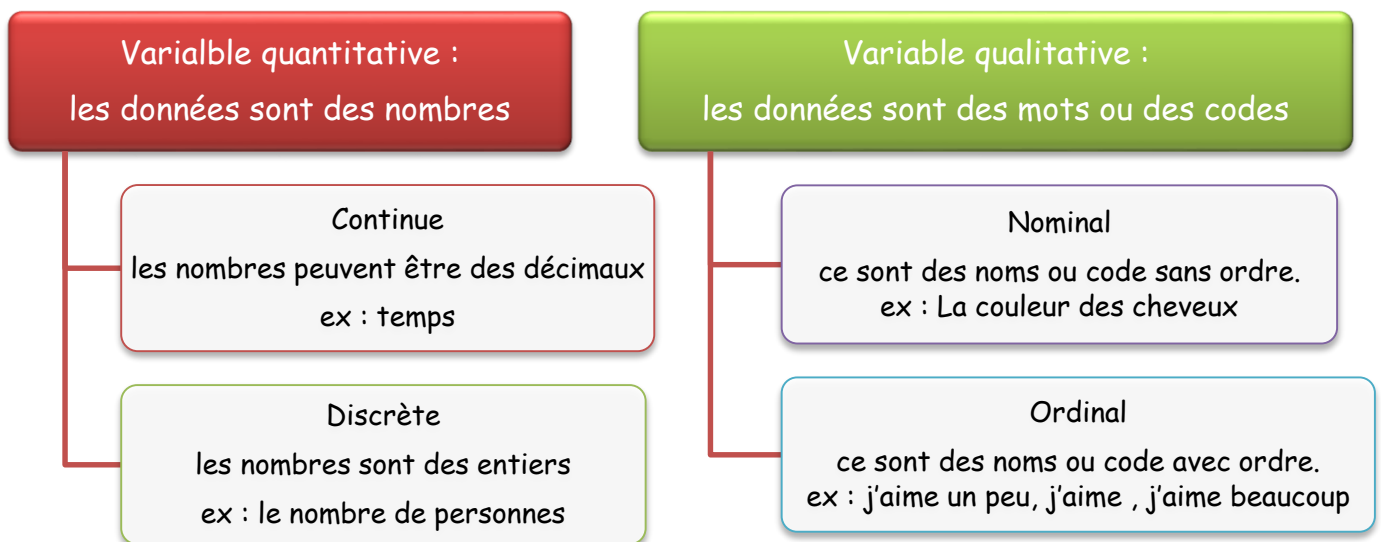 Varialble quantitative :
les données sont des nombres
Continue
les nombres peuvent être des décimaux
ex : temps
Discrète
les nombres sont des entiers
ex : le nombre de personnes
Variable qualitative :
les données sont des mots ou des codes
Nominal
ce sont des noms ou code sans ordre.
ex : La couleur des cheveux
Ordinal
ce sont des noms ou code avec ordre.
ex : j’aime un peu, j’aime , j’aime beaucoup